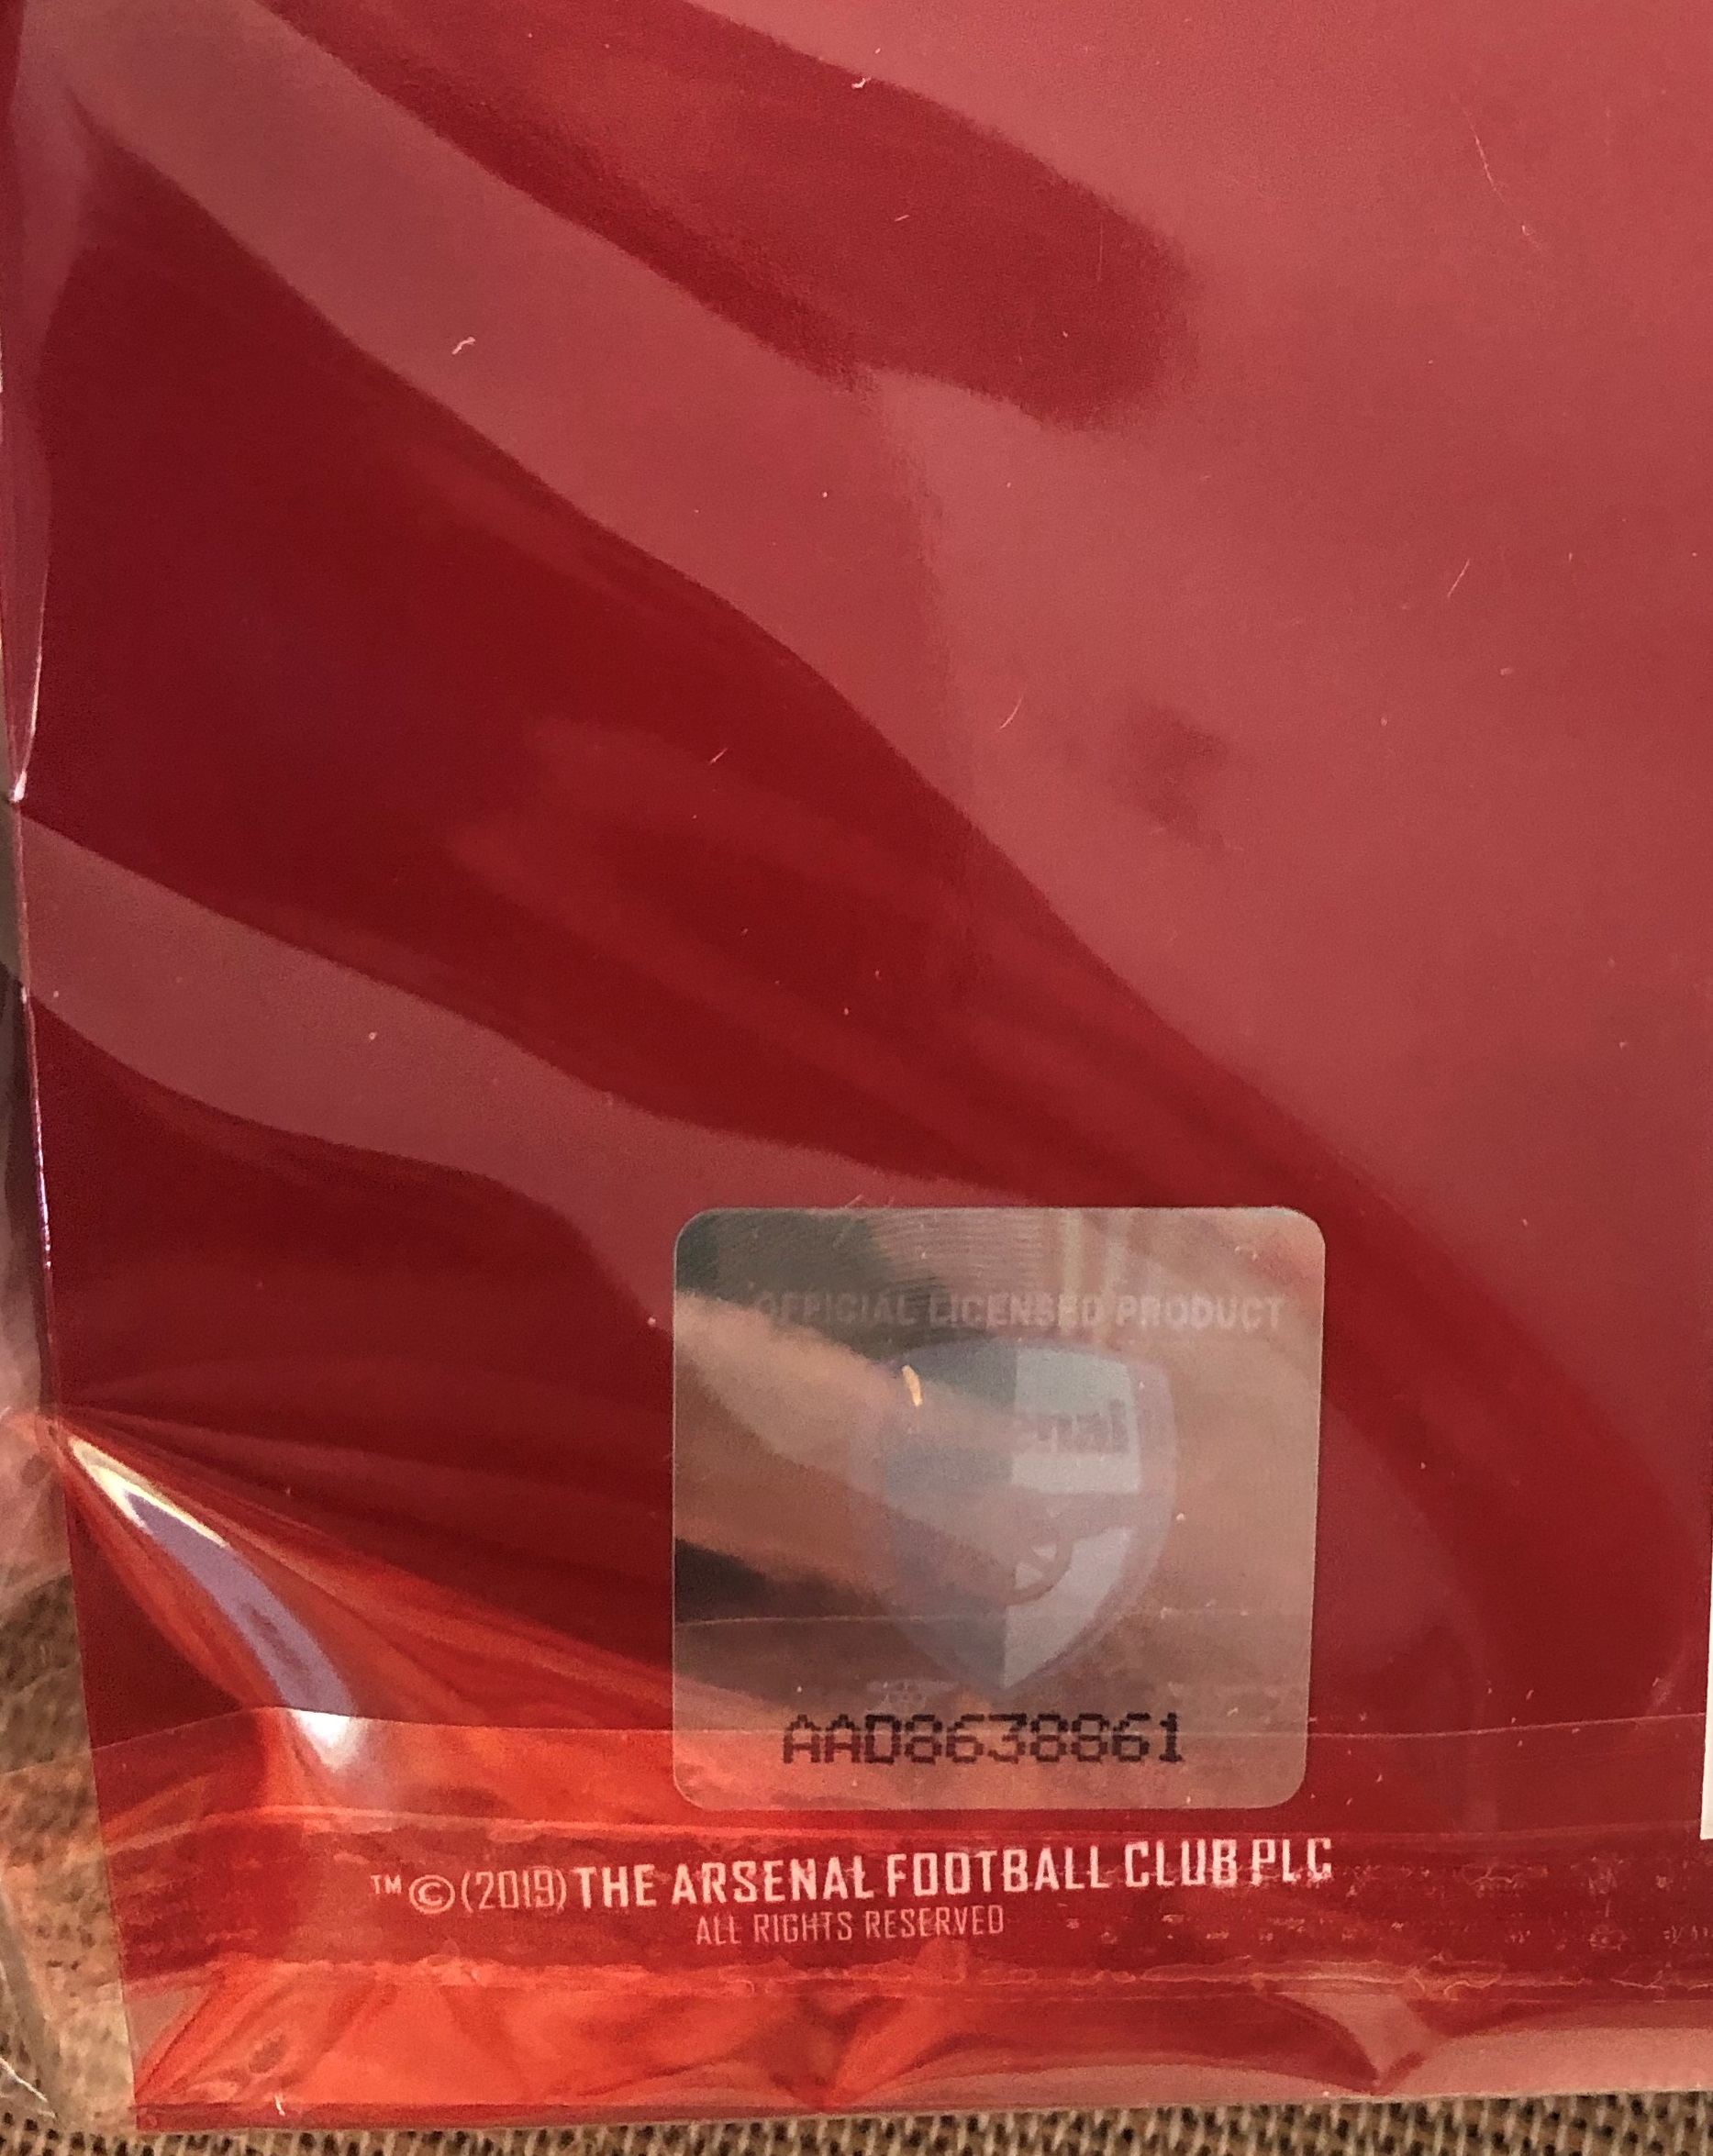 OFFICIAL LICENSED PRODUCT
AAD8638861
™©(2019) THE ARSENAL FOOTBALL CLUB PLC
ALL RIGHTS RESERVED